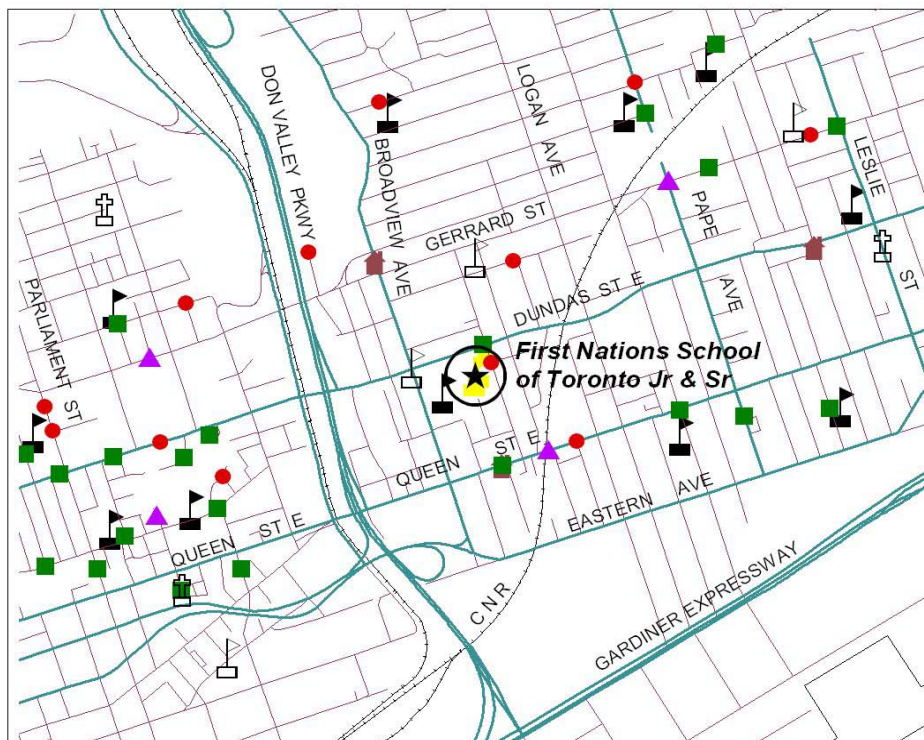 DON VALLEY PKWY
LOGAN AVE
BROADVIEW AVE
LESLIE ST
PAPE AVE
GERRARD ST
PARLIAMENT ST
DUNDAS ST E
First Nations School
of Toronto Jr & Sr
QUEEN ST E
EASTERN AVE
QUEEN ST E
C N R
GARDINER EXPRESSWAY